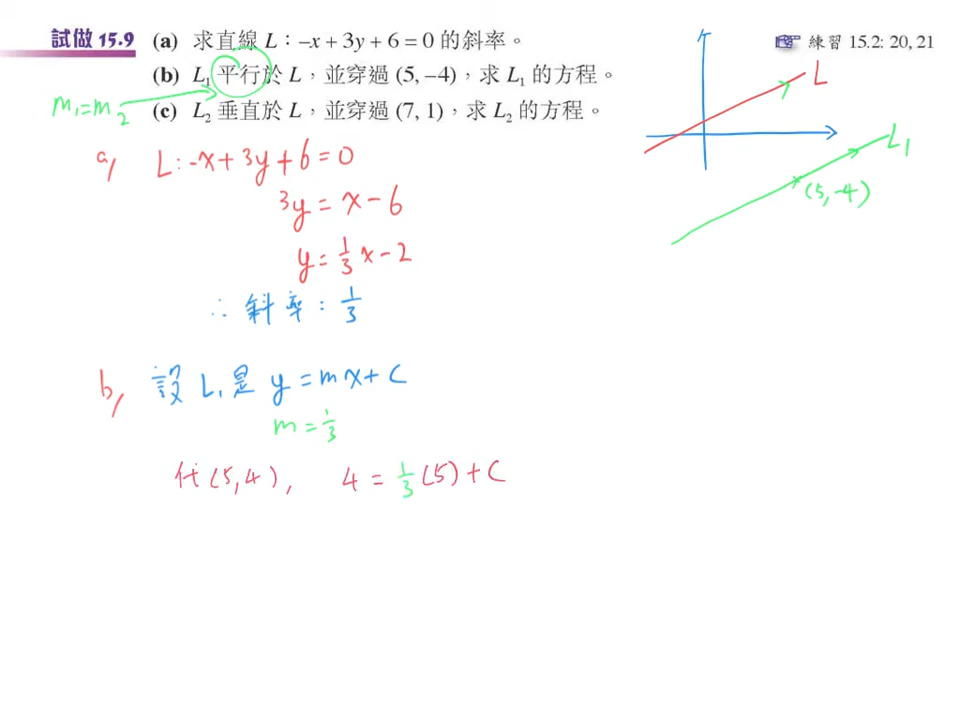 試做 15.9 (a) 求直線 L：–x + 3y + 6 = 0 的斜率。
練習 15.2: 20, 21
(b) L₁ 平行於 L，並穿過 (5, –4)，求 L₁ 的方程。
m₁=m₂
(c) L₂ 垂直於 L，並穿過 (7, 1)，求 L₂ 的方程。
L
L₁
(5,-4)
a, L: -x + 3y + 6 = 0
3y = x - 6
y = 1/3 x - 2
∴ 斜率: 1/3
b, 設 L₁ 是 y = mx + C
m = 1/3
代 (5,4), 4 = 1/3 (5) + C